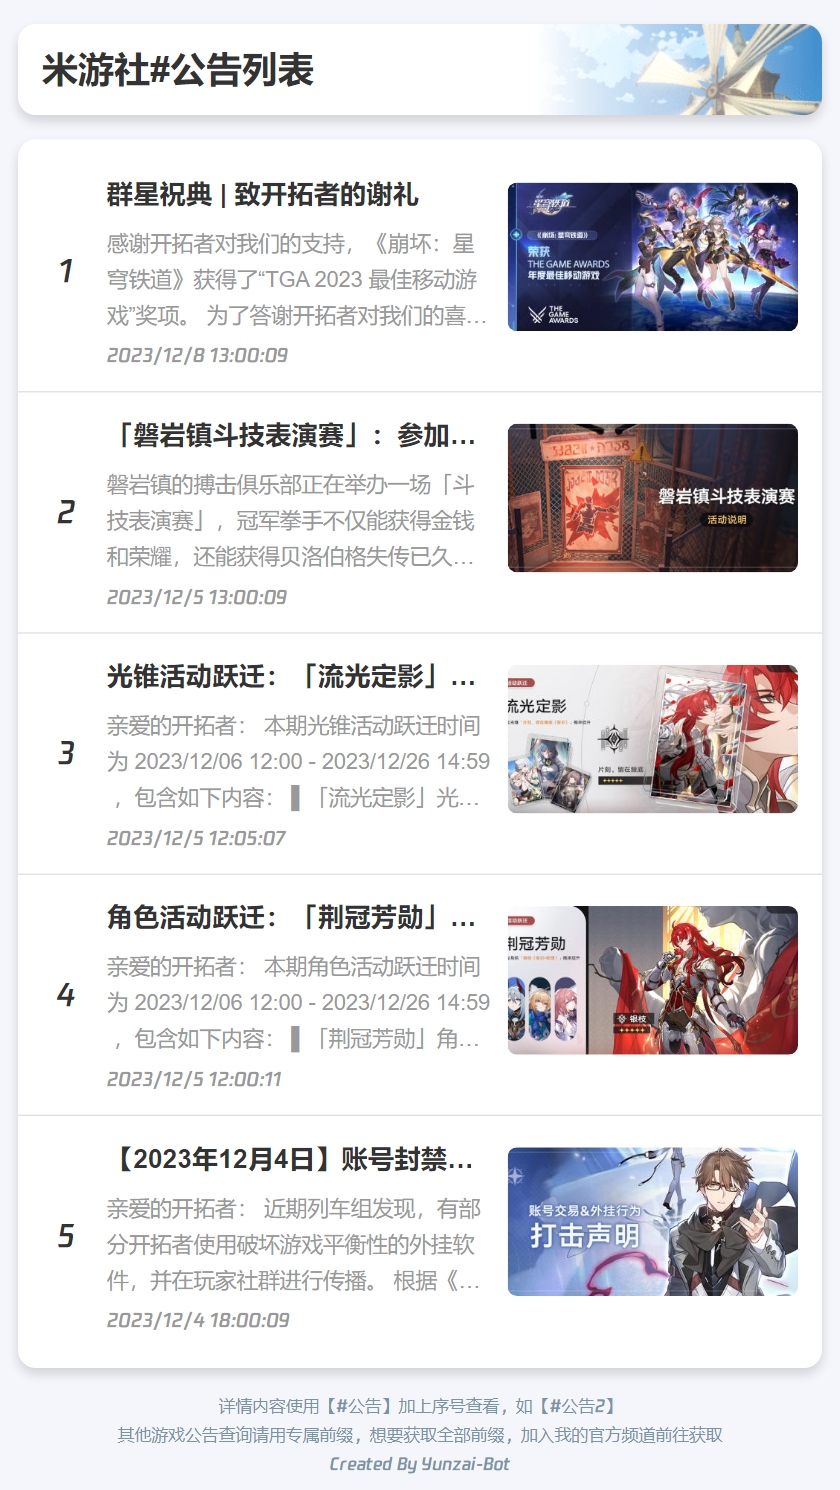 米游社#公告列表
1
群星祝典 | 致开拓者的谢礼
感谢开拓者对我们的支持，《崩坏：星
穹铁道》获得了“TGA 2023 最佳移动游
戏”奖项。 为了答谢开拓者对我们的喜…
2023/12/8 13:00:09
《崩坏：星穹铁道》
荣获
THE GAME AWARDS
年度最佳移动游戏
THE
GAME
AWARDS
2
「磐岩镇斗技表演赛」：参加…
磐岩镇的搏击俱乐部正在举办一场「斗
技表演赛」，冠军拳手不仅能获得金钱
和荣耀，还能获得贝洛伯格失传已久…
2023/12/5 13:00:09
磐岩镇斗技表演赛
活动说明
3
光锥活动跃迁：「流光定影」…
亲爱的开拓者： 本期光锥活动跃迁时间
为 2023/12/06 12:00 - 2023/12/26 14:59
，包含如下内容： ▌「流光定影」光…
2023/12/5 12:05:07
活动跃迁
流光定影
片刻，留在眼底
4
角色活动跃迁：「荆冠芳勋」…
亲爱的开拓者： 本期角色活动跃迁时间
为 2023/12/06 12:00 - 2023/12/26 14:59
，包含如下内容： ▌「荆冠芳勋」角…
2023/12/5 12:00:11
活动跃迁
荆冠芳勋
银枝
5
【2023年12月4日】账号封禁…
亲爱的开拓者： 近期列车组发现，有部
分开拓者使用破坏游戏平衡性的外挂软
件，并在玩家社群进行传播。 根据《…
2023/12/4 18:00:09
账号交易&外挂行为
打击声明
详情内容使用【#公告】加上序号查看，如【#公告2】
其他游戏公告查询请用专属前缀，想要获取全部前缀，加入我的官方频道前往获取
Created By Yunzai-Bot